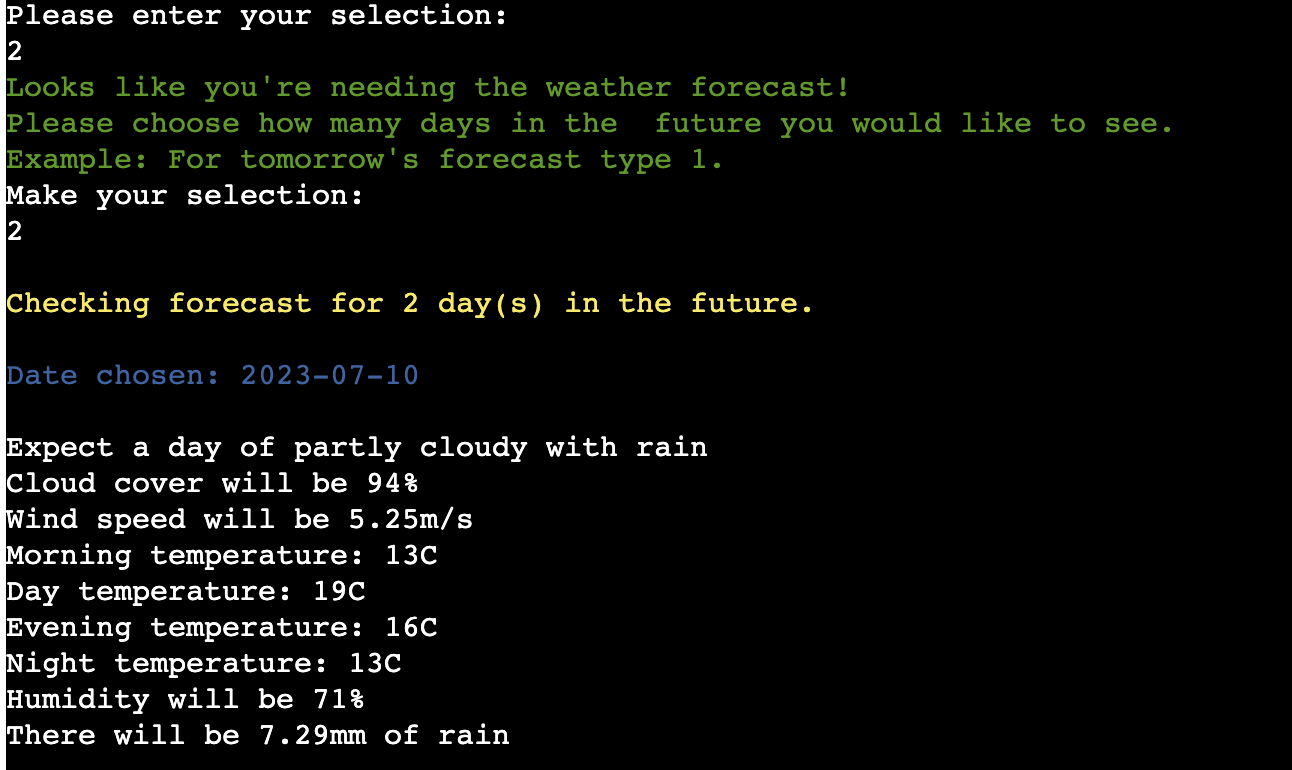 Please enter your selection:
2
Looks like you're needing the weather forecast!
Please choose how many days in the  future you would like to see.
Example: For tomorrow's forecast type 1.
Make your selection:
2
Checking forecast for 2 day(s) in the future.
Date chosen: 2023-07-10
Expect a day of partly cloudy with rain
Cloud cover will be 94%
Wind speed will be 5.25m/s
Morning temperature: 13C
Day temperature: 19C
Evening temperature: 16C
Night temperature: 13C
Humidity will be 71%
There will be 7.29mm of rain